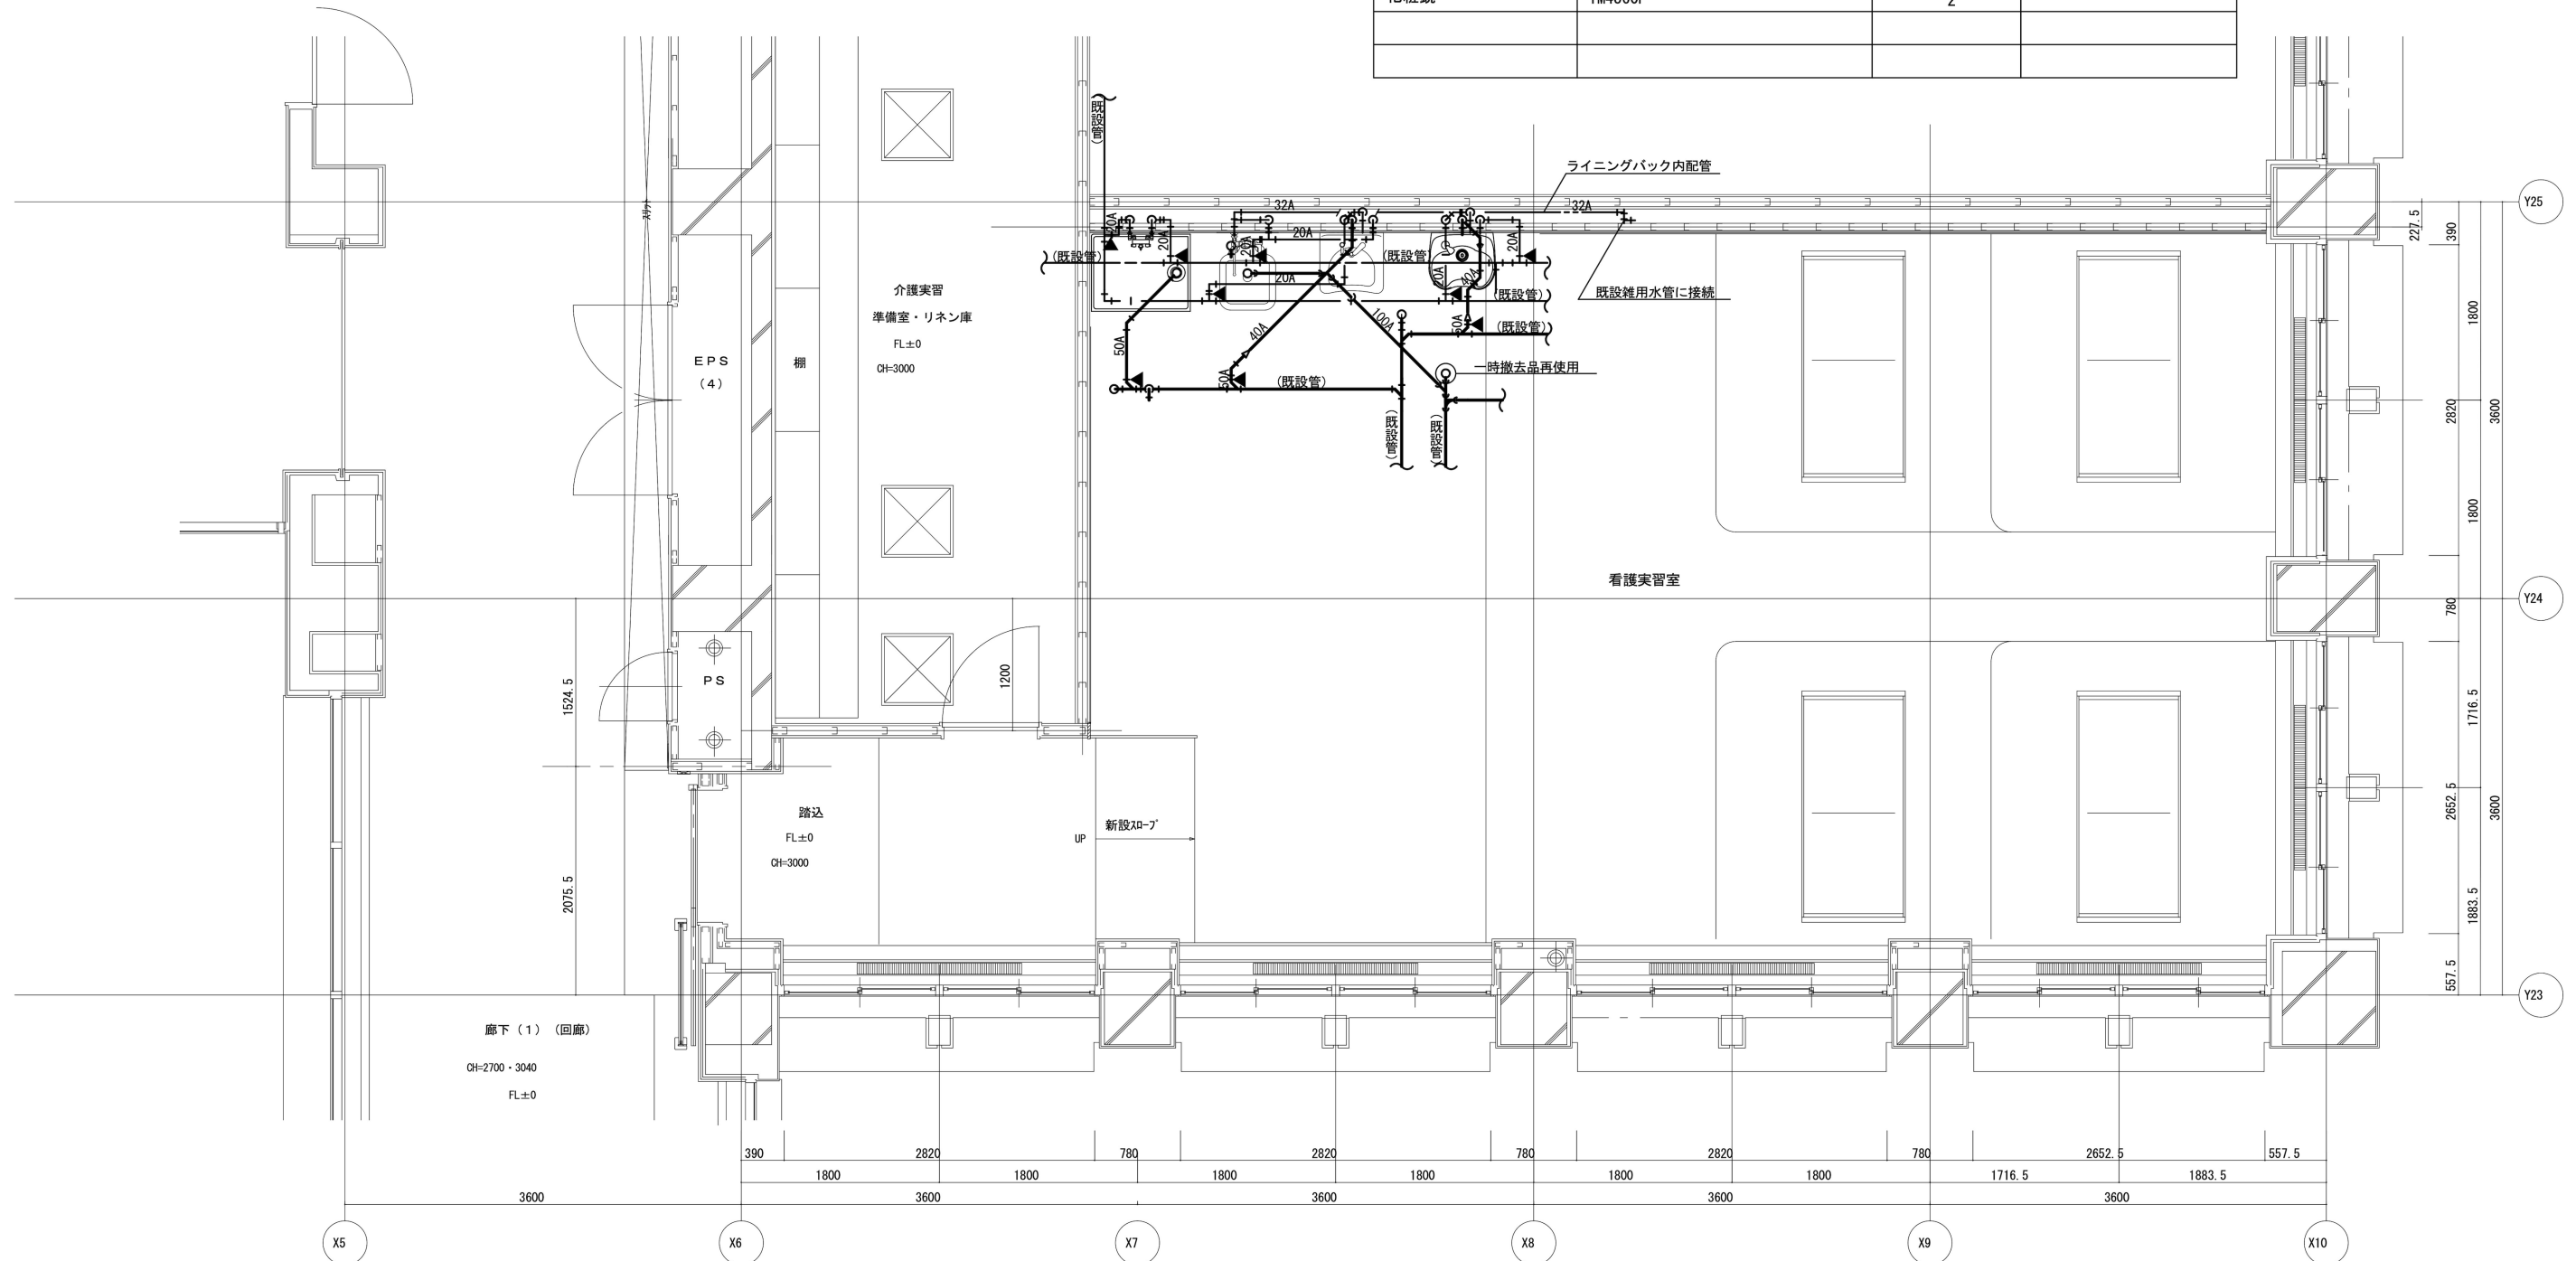 2
(既設管)
ライニングバック内配管
32A
32A
20A
20A
20A
20A
20A
(既設管)
(既設管)
20A
20A
40A
(既設管)
既設雑用水管に接続
(既設管)
100A
50A
40A
50A
50A
一時撤去品再使用
(既設管)
(既設管)
(既設管)
介護実習
準備室・リネン庫
FL±0
CH=3000
棚
EPS
(4)
ｽﾘｯﾄ
看護実習室
PS
1200
1524.5
2075.5
踏込
FL±0
CH=3000
UP
新設ｽﾛｰﾌﾟ
廊下(1)(回廊)
CH=2700・3040
FL±0
Y25
227.5
390
1800
2820
3600
1800
780
Y24
1716.5
2652.5
3600
1883.5
557.5
Y23
390
2820
780
2820
780
2820
780
2652.5
557.5
1800
1800
1800
1800
1800
1800
1716.5
1883.5
3600
3600
3600
3600
3600
X5
X6
X7
X8
X9
X10